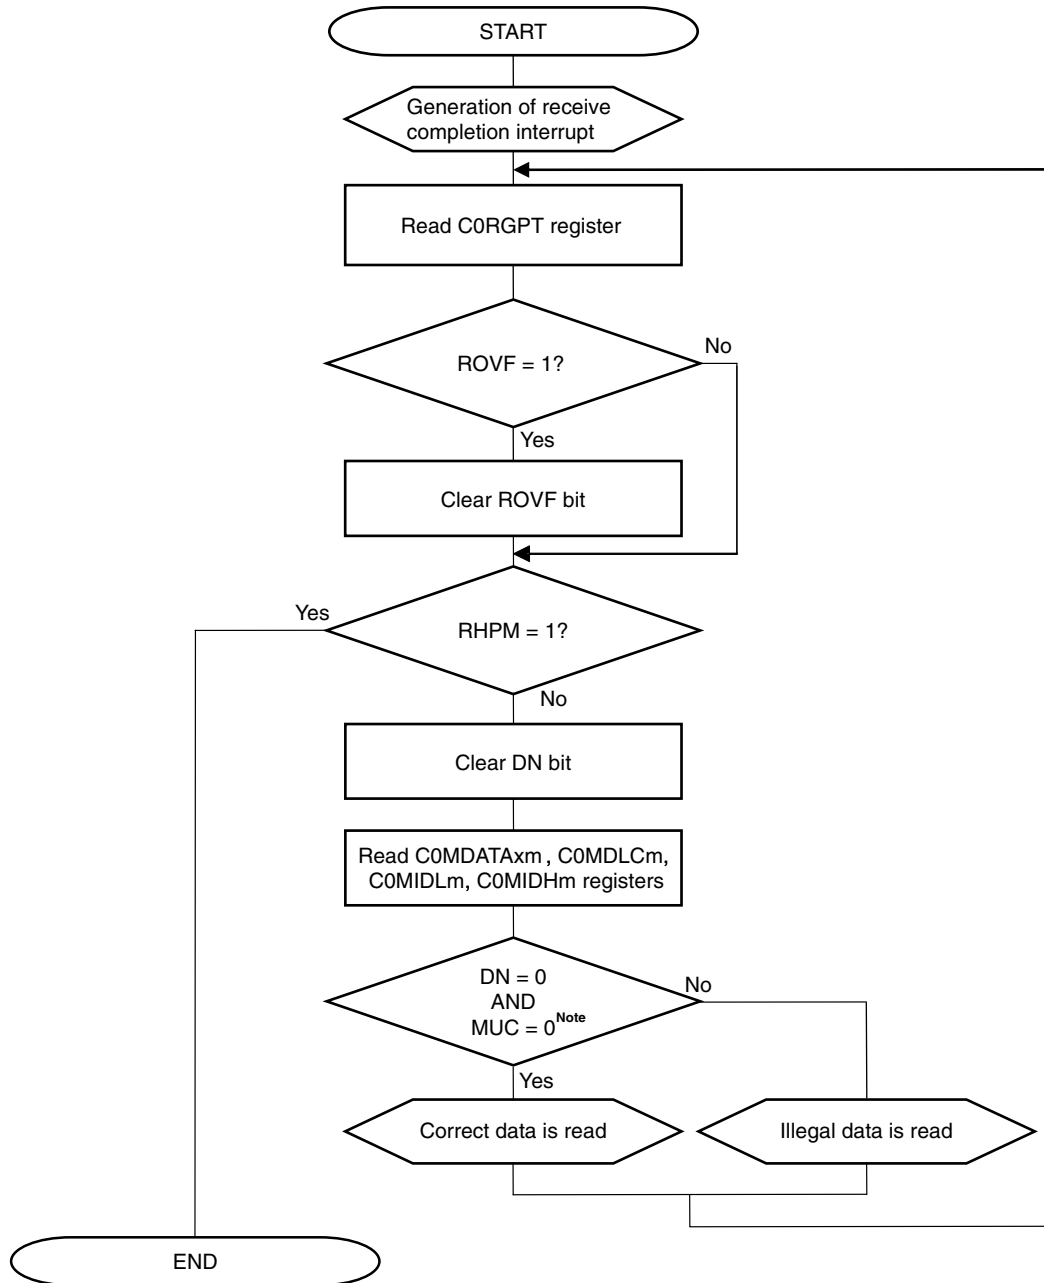 START
Generation of receive
completion interrupt
Read C0RGPT register
ROVF = 1?
No
Yes
Clear ROVF bit
Yes
RHPM = 1?
No
Clear DN bit
Read C0MDATAxm , C0MDLCm,
C0MIDLm, C0MIDHm registers
DN = 0
AND
MUC = 0Note
No
Yes
Correct data is read
Illegal data is read
END